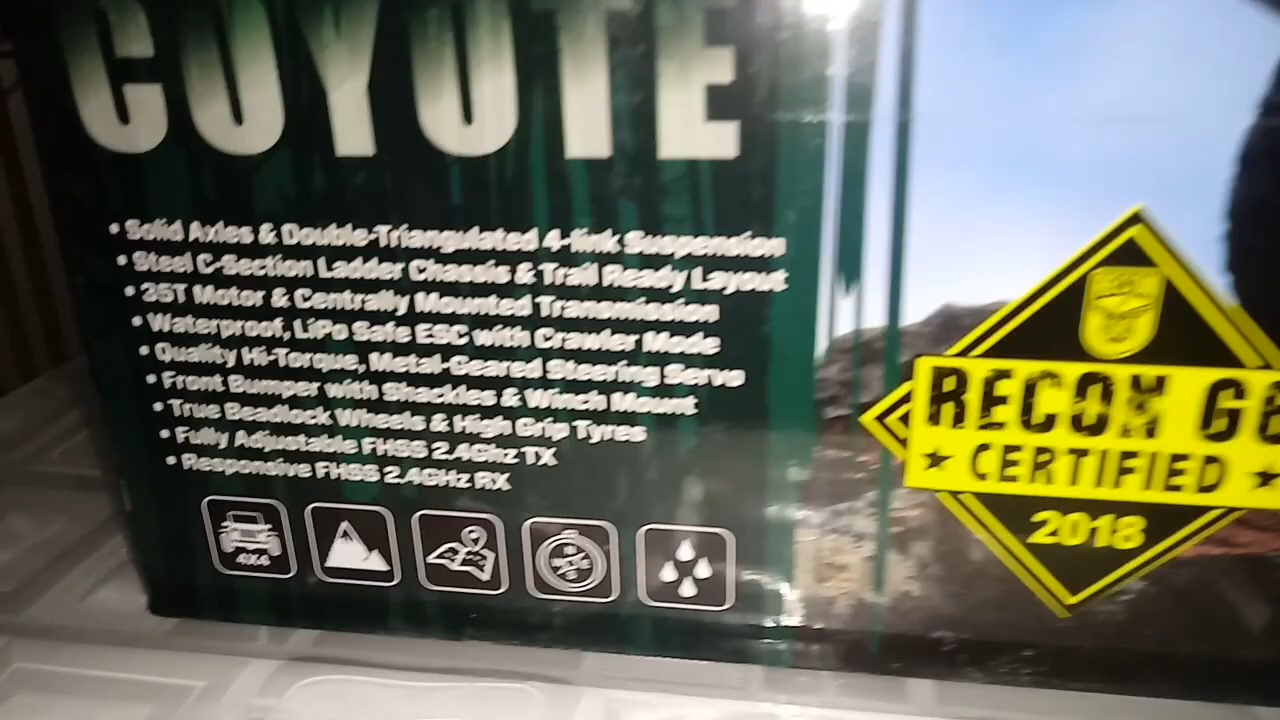 COYOTE
• Solid Axles & Double-Triangulated 4-link Suspension
• Steel C-Section Ladder Chassis & Trail Ready Layout
• 35T Motor & Centrally Mounted Transmission
• Waterproof, LiPo Safe ESC with Crawler Mode
• Quality Hi-Torque, Metal-Geared Steering Servo
• Front Bumper with Shackles & Winch Mount
• True Beadlock Wheels & High Grip Tyres
• Fully Adjustable FHSS 2.4Ghz TX
• Responsive FHSS 2.4GHz RX
4X4
RECON G6
★ CERTIFIED ★
2018